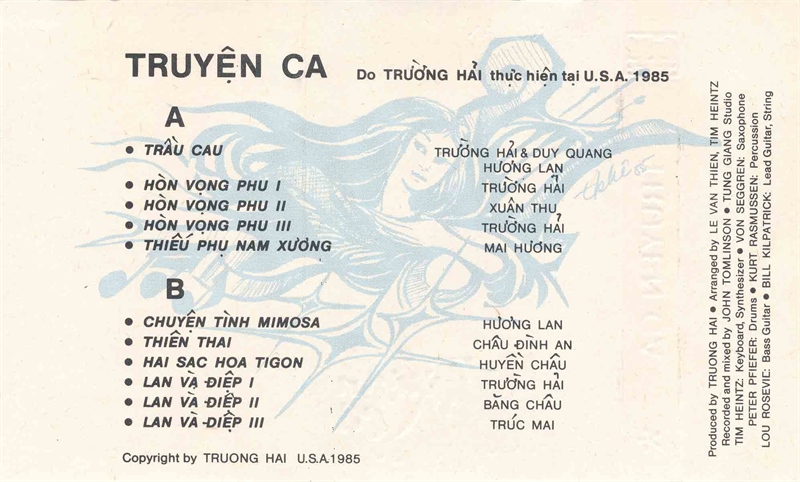 TRUYỆN CA Do TRƯỜNG HẢI thực hiện tại U.S.A. 1985
A
• TRẦU CAU TRƯỜNG HẢI & DUY QUANG
HƯƠNG LAN
• HÒN VỌNG PHU I TRƯỜNG HẢI
• HÒN VỌNG PHU II XUÂN THU
• HÒN VỌNG PHU III TRƯỜNG HẢI
• THIẾU PHỤ NAM XƯƠNG MAI HƯƠNG
B
• CHUYỆN TÌNH MIMOSA HƯƠNG LAN
• THIÊN THAI CHÂU ĐÌNH AN
• HAI SẮC HOA TIGON HUYỀN CHÂU
• LAN VÀ ĐIỆP I TRƯỜNG HẢI
• LAN VÀ ĐIỆP II BĂNG CHÂU
• LAN VÀ ĐIỆP III TRÚC MAI
Copyright by TRUONG HAI U.S.A.1985
Produced by TRUONG HAI • Arranged by LE VAN THIEN, TIM HEINTZ
Recorded and mixed by JOHN TOMLINSON • TUNG GIANG Studio
TIM HEINTZ: Keyboard, Synthesizer • VON SEGGREN: Saxophone
PETER PFIEFER: Drums • KURT RASMUSSEN: Percussion
LOU ROSEVIL: Bass Guitar • BILL KILPATRICK: Lead Guitar, String